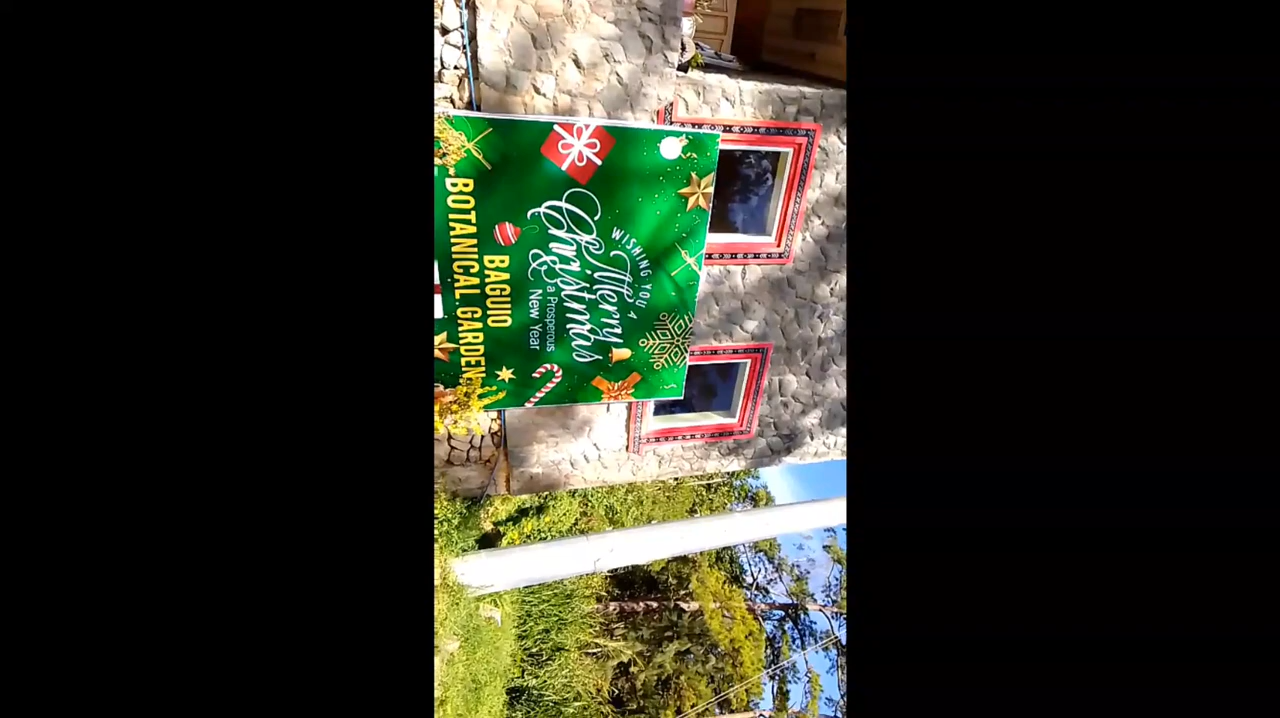 WISHING YOU a
Merry
Christmas
& a Prosperous
New Year
BAGUIO
BOTANICAL GARDEN